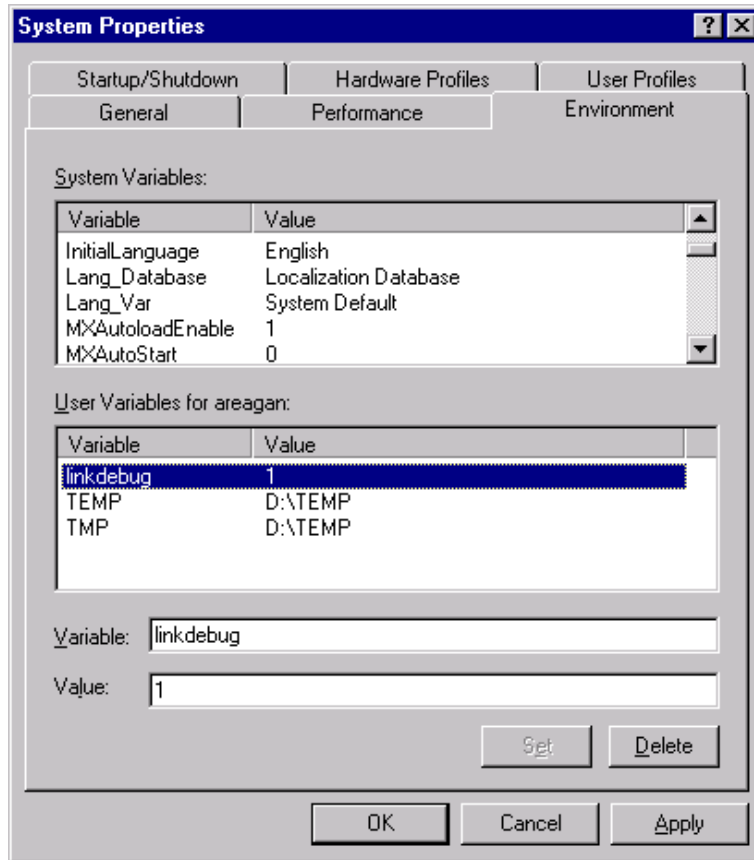 System Properties
Startup/Shutdown Hardware Profiles User Profiles
General Performance Environment
System Variables:
Variable Value
InitialLanguage English
Lang_Database Localization Database
Lang_Var System Default
MXAutoloadEnable 1
MXAutoStart 0
User Variables for areagan:
Variable Value
linkdebug 1
TEMP D:\TEMP
TMP D:\TEMP
Variable: linkdebug
Value: 1
Set Delete
OK Cancel Apply